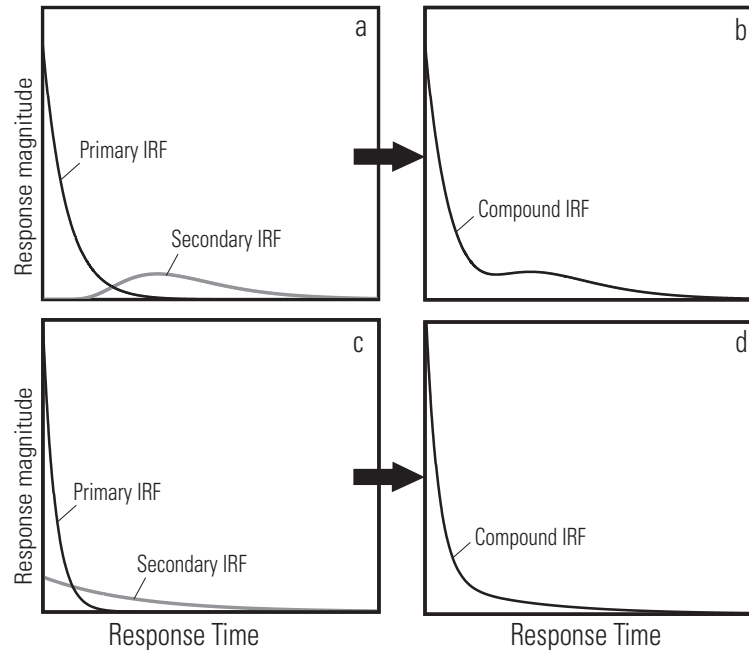 a
b
Response magnitude
Primary IRF
Secondary IRF
Compound IRF
c
d
Response magnitude
Primary IRF
Secondary IRF
Compound IRF
Response Time
Response Time